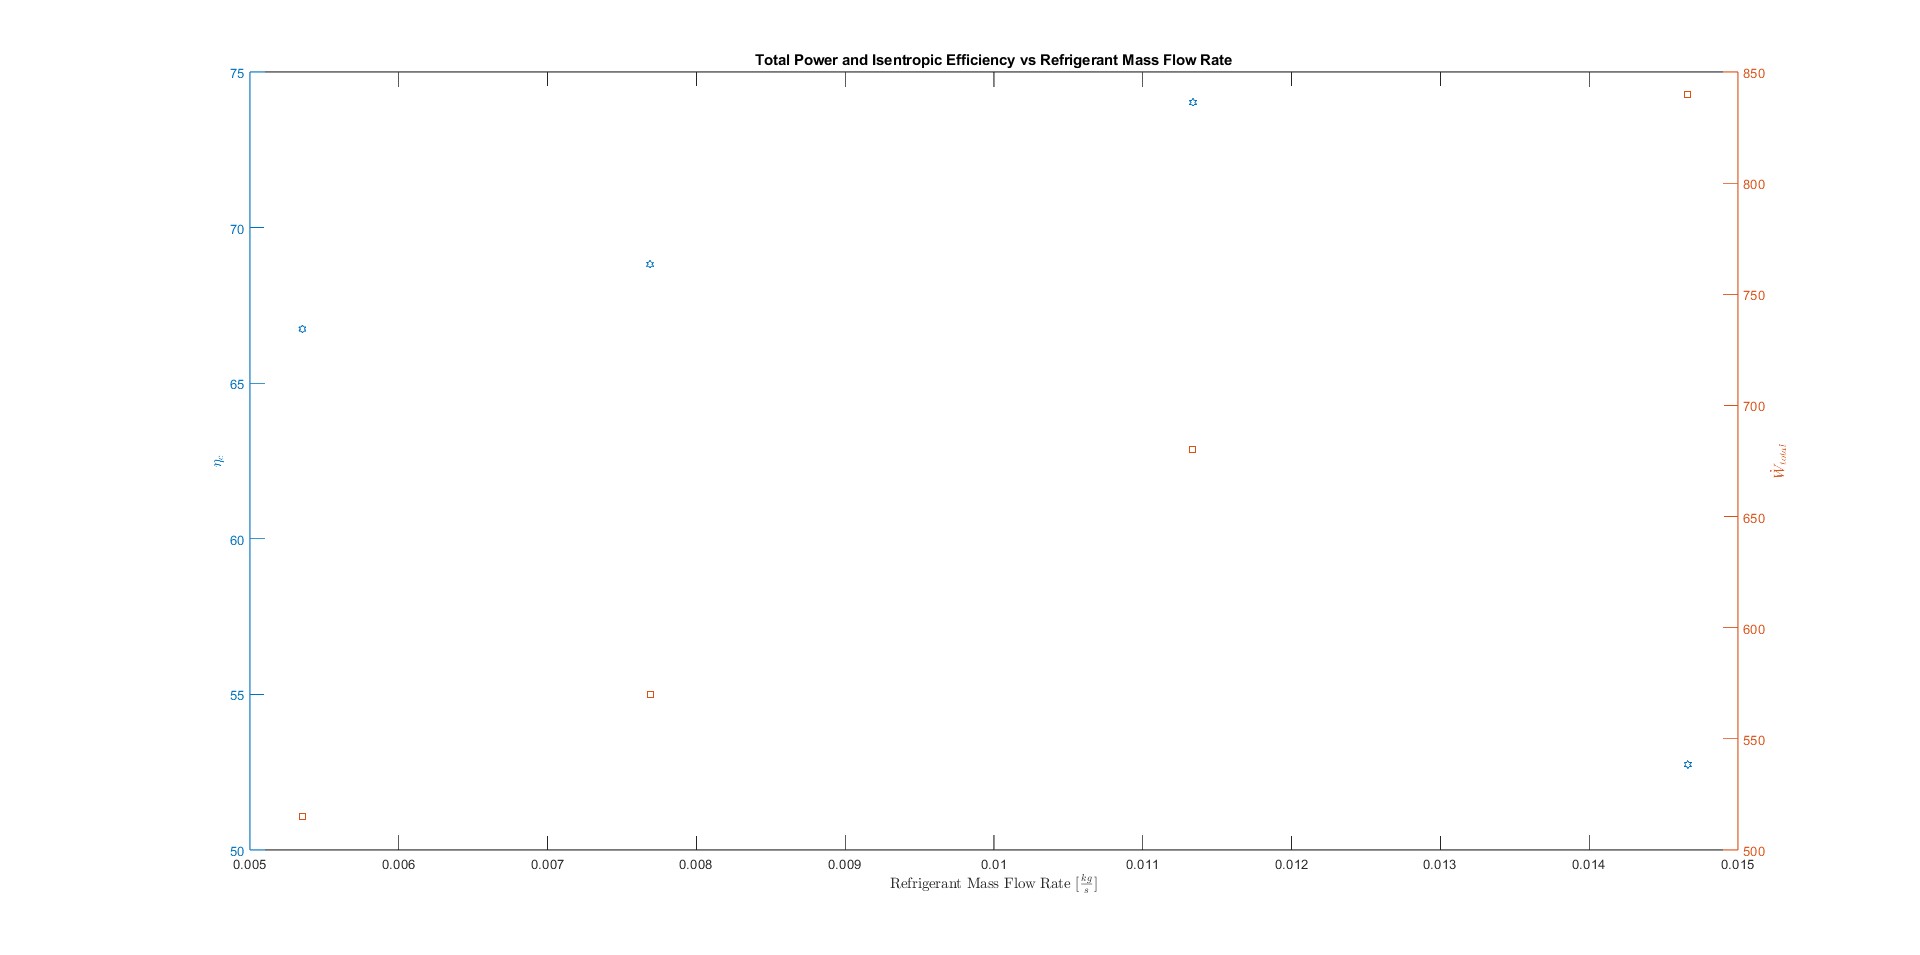 Total Power and Isentropic Efficiency vs Refrigerant Mass Flow Rate
75
70
65
60
55
50
η_c
850
800
750
700
650
600
550
500
Ẇ_total
0.005 0.006 0.007 0.008 0.009 0.01 0.011 0.012 0.013 0.014 0.015
Refrigerant Mass Flow Rate [kg/s]